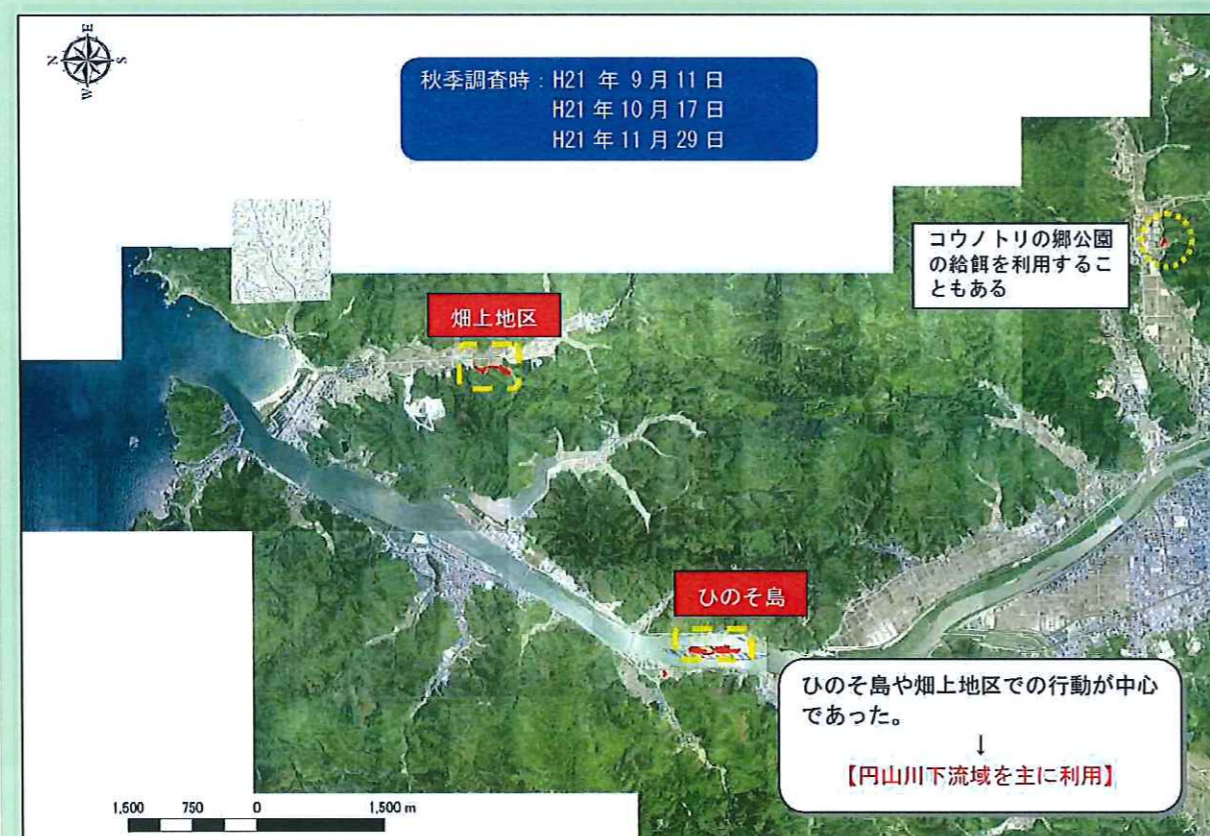 E
N
S
W
秋季調査時：H21 年 9 月 11 日
H21 年 10 月 17 日
H21 年 11 月 29 日
コウノトリの郷公園
の給餌を利用するこ
ともある
畑上地区
ひのそ島
ひのそ島や畑上地区での行動が中心
であった。
↓
【円山川下流域を主に利用】
1,500 750 0 1,500 m